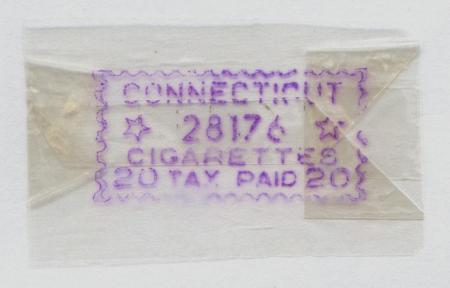 CONNECTICUT
☆ 28176 ☆
CIGARETTES
20 TAX PAID 20